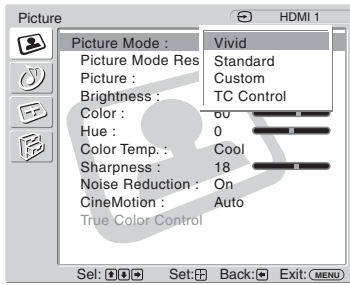 Picture HDMI 1
Picture Mode : Vivid
Picture Mode Res Standard
Picture : Custom
Brightness : TC Control
Color : 60
Hue : 0
Color Temp. : Cool
Sharpness : 18
Noise Reduction : On
CineMotion : Auto
True Color Control
Sel: Set: Back: Exit: MENU